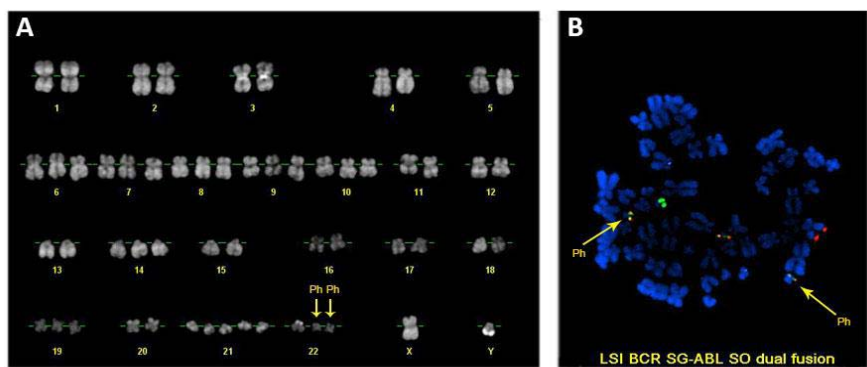 A
1 2 3 4 5
6 7 8 9 10 11 12
13 14 15 16 17 18
Ph Ph
19 20 21 22 X Y
B
Ph
Ph
LSI BCR SG-ABL SO dual fusion